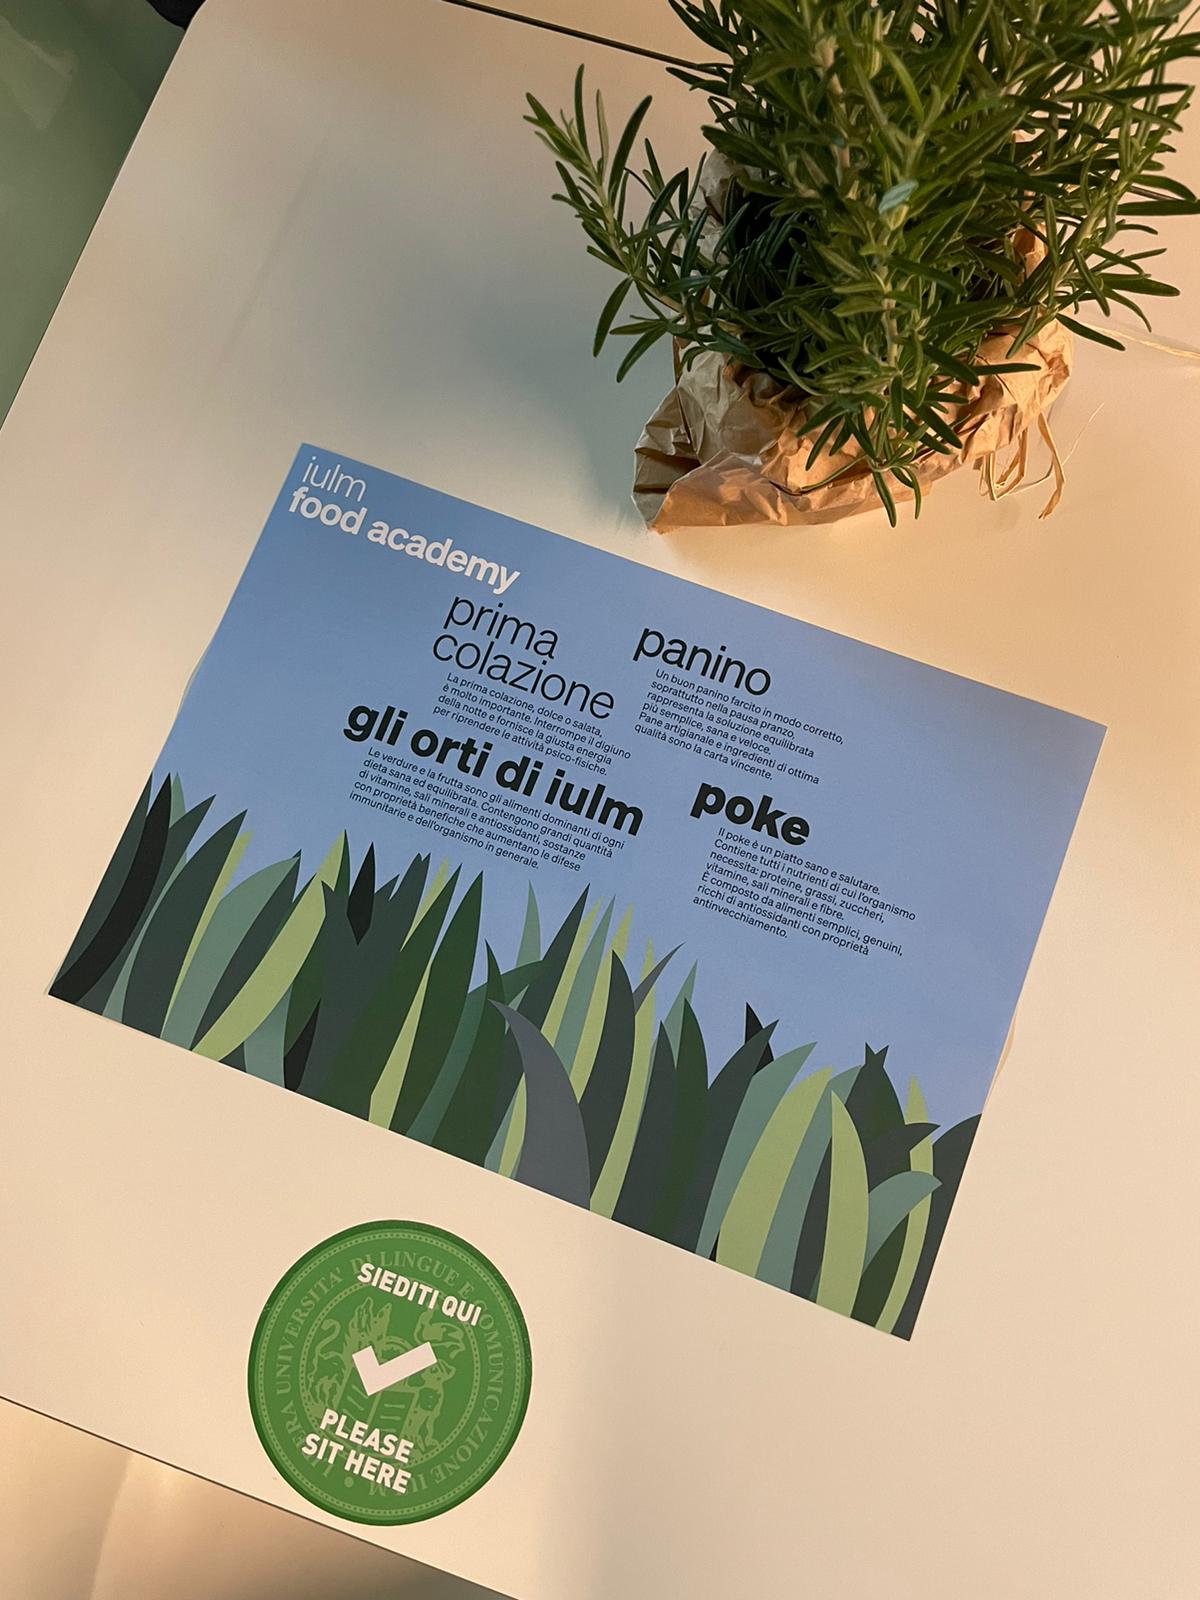 iulm
food academy
prima
colazione
La prima colazione, dolce o salata,
è molto importante. Interrompe il digiuno
della notte e fornisce la giusta energia
per riprendere le attività psico-fisiche.
panino
Un buon panino farcito in modo corretto,
soprattutto nella pausa pranzo,
rappresenta la soluzione equilibrata
più semplice, sana e veloce.
Pane artigianale e ingredienti di ottima
qualità sono la carta vincente.
gli orti di iulm
Le verdure e la frutta sono gli alimenti dominanti di ogni
dieta sana ed equilibrata. Contengono grandi quantità
di vitamine, sali minerali e antiossidanti, sostanze
con proprietà benefiche che aumentano le difese
immunitarie e dell'organismo in generale.
poke
Il poke è un piatto sano e salutare.
Contiene tutti i nutrienti di cui l'organismo
necessita: proteine, grassi, zuccheri,
vitamine, sali minerali e fibre.
È composto da alimenti semplici, genuini,
ricchi di antiossidanti con proprietà
antinvecchiamento.
LIBERA UNIVERSITA' DI LINGUE E COMUNICAZIONE IULM
SIEDITI QUI
PLEASE
SIT HERE